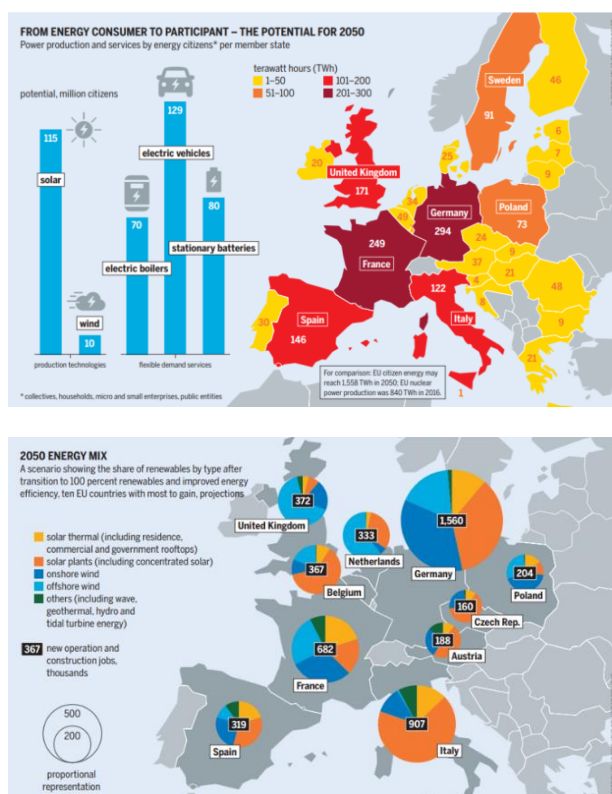 FROM ENERGY CONSUMER TO PARTICIPANT – THE POTENTIAL FOR 2050
Power production and services by energy citizens* per member state
potential, million citizens
115
solar
wind
10
production technologies
129
electric vehicles
70
electric boilers
80
stationary batteries
flexible demand services
* collectives, households, micro and small enterprises, public entities
terawatt hours (TWh)
1–50
51–100
101–200
201–300
Sweden
91
46
6
7
9
20
United Kingdom
171
25
34
49
Germany
294
Poland
73
249
France
24
9
37
21
4
8
48
9
21
122
Italy
30
Spain
146
1
For comparison: EU citizen energy may
reach 1,558 TWh in 2050; EU nuclear
power production was 840 TWh in 2016.
2050 ENERGY MIX
A scenario showing the share of renewables by type after
transition to 100 percent renewables and improved energy
efficiency, ten EU countries with most to gain, projections
solar thermal (including residence,
commercial and government rooftops)
solar plants (including concentrated solar)
onshore wind
offshore wind
others (including wave,
geothermal, hydro and
tidal turbine energy)
367 new operation and
construction jobs,
thousands
500
200
proportional
representation
372
United Kingdom
333
Netherlands
367
Belgium
1,560
Germany
204
Poland
160
Czech Rep.
188
Austria
682
France
319
Spain
907
Italy